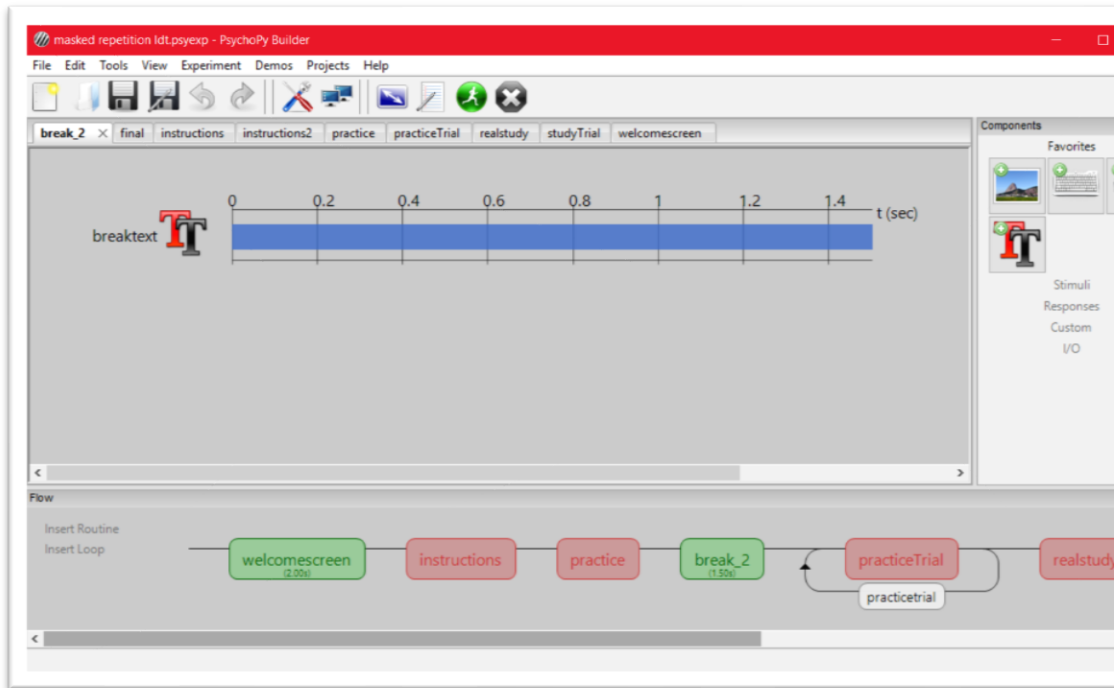 masked repetition ldt.psyexp - PsychoPy Builder
File Edit Tools View Experiment Demos Projects Help
break_2 × final instructions instructions2 practice practiceTrial realstudy studyTrial welcomescreen
Components
Favorites
0 0.2 0.4 0.6 0.8 1 1.2 1.4
t (sec)
breaktext
Stimuli
Responses
Custom
I/O
Flow
Insert Routine
Insert Loop
welcomescreen instructions practice break_2 practiceTrial realstudy
(2.00s) (1.50s)
practicetrial